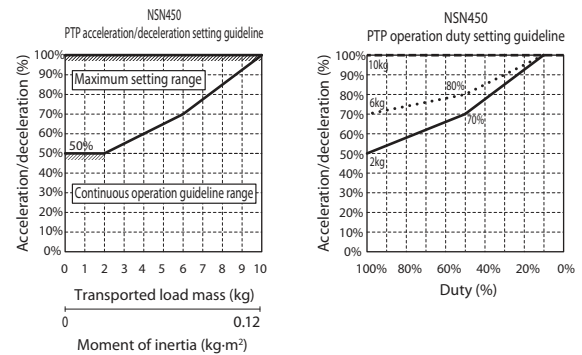 NSN450
PTP acceleration/deceleration setting guideline
Acceleration/deceleration (%)
100%
90%
80%
70%
60%
50%
40%
30%
20%
10%
0%
Maximum setting range
50%
Continuous operation guideline range
0 1 2 3 4 5 6 7 8 9 10
Transported load mass (kg)
0 0.12
Moment of inertia (kg·m²)
NSN450
PTP operation duty setting guideline
Acceleration/deceleration (%)
100%
90%
80%
70%
60%
50%
40%
30%
20%
10%
0%
10kg
6kg
80%
70%
2kg
100% 80% 60% 40% 20% 0%
Duty (%)